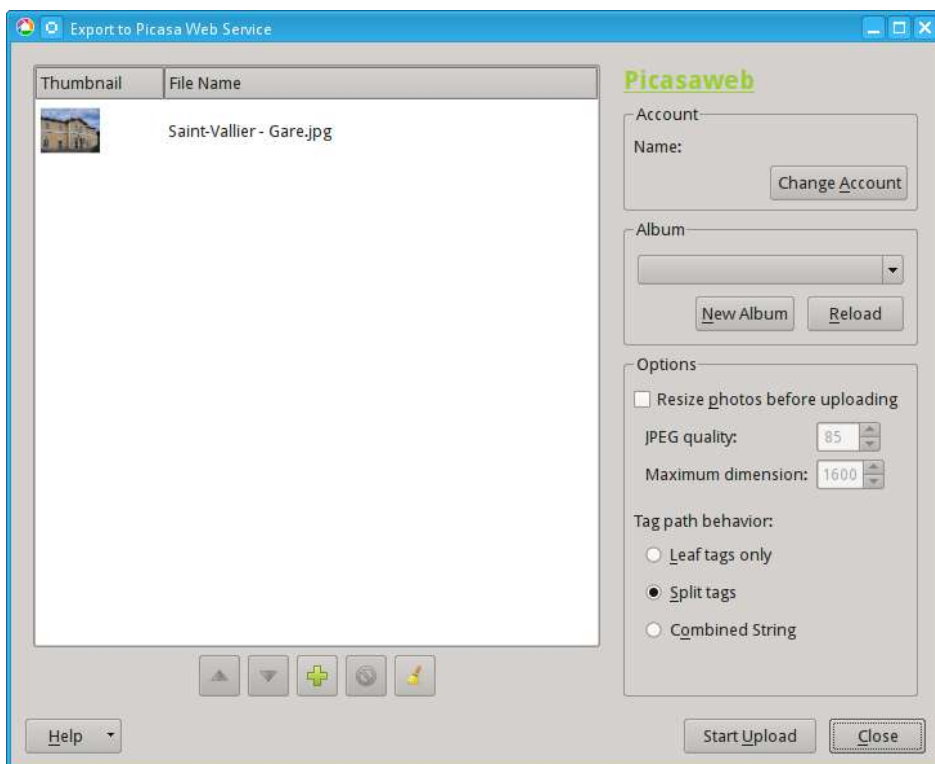 Export to Picasa Web Service
Thumbnail File Name
Saint-Vallier - Gare.jpg
Picasaweb
Account
Name:
Change Account
Album
New Album Reload
Options
Resize photos before uploading
JPEG quality: 85
Maximum dimension: 1600
Tag path behavior:
Leaf tags only
Split tags
Combined String
Help Start Upload Close